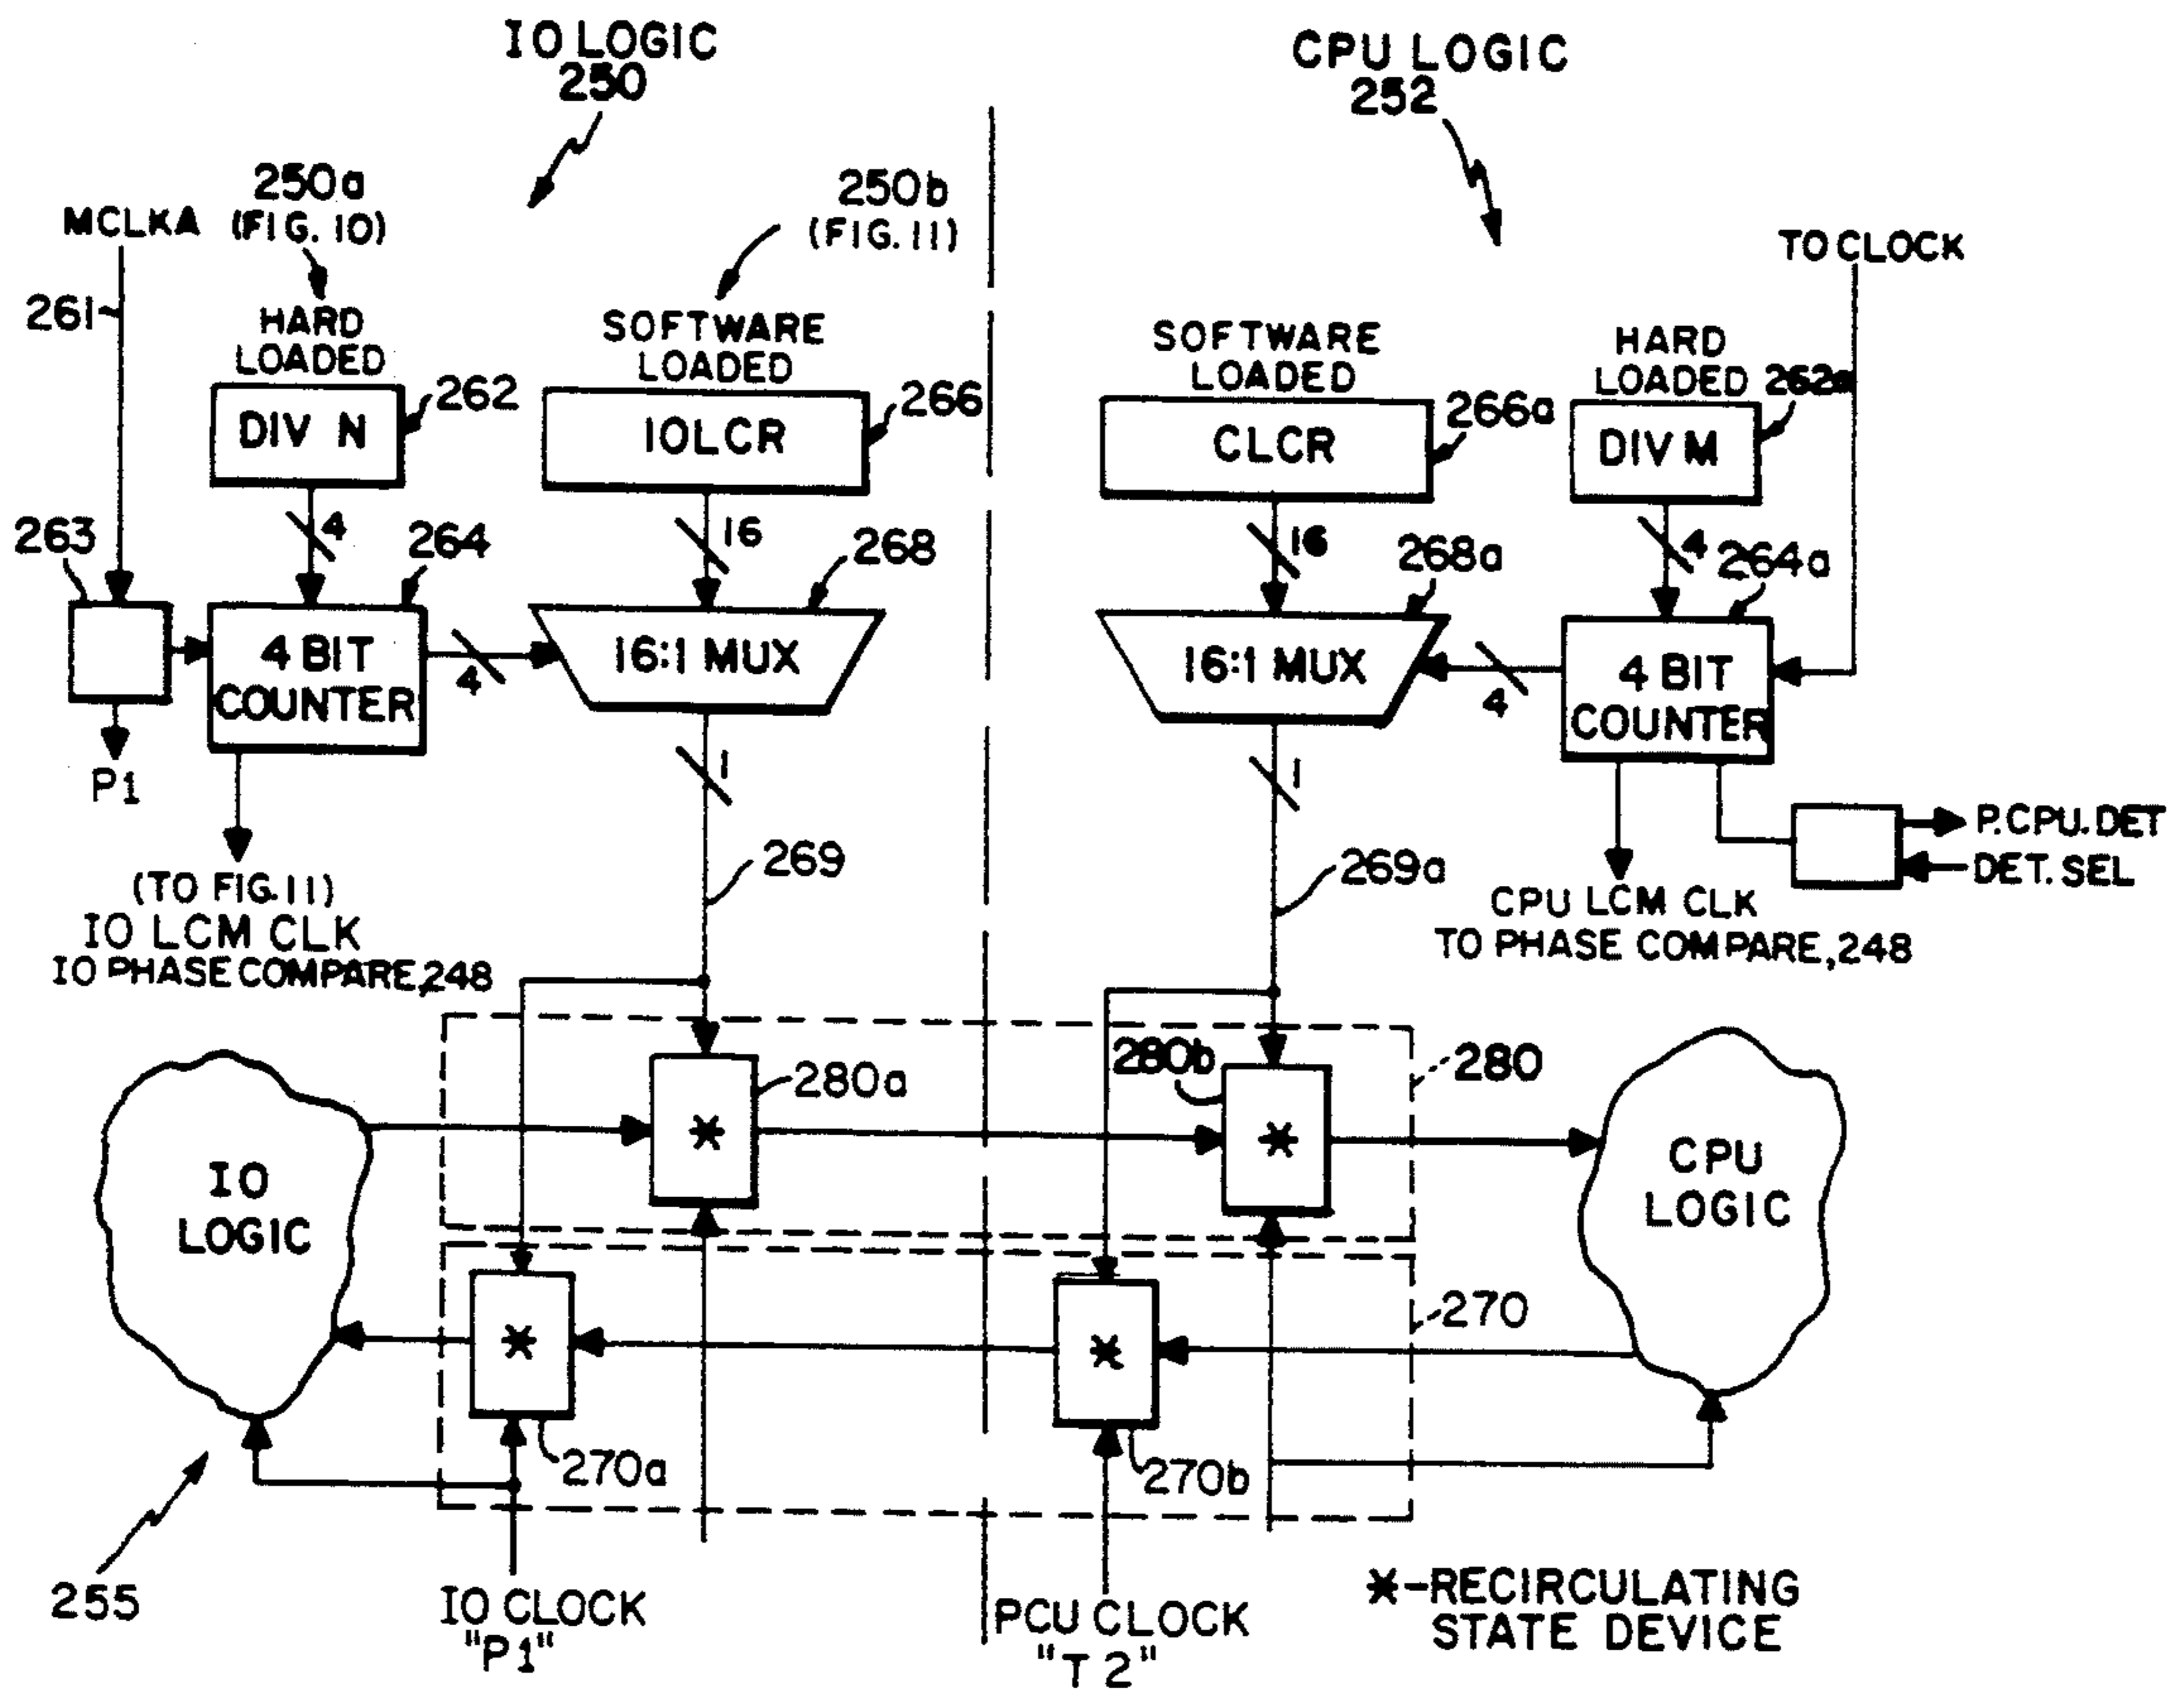 IO LOGIC
250
CPU LOGIC
252
250a
(FIG. 10)
MCLKA
250b
(FIG. 11)
TO CLOCK
261
HARD
LOADED
SOFTWARE
LOADED
SOFTWARE
LOADED
HARD
LOADED
262a
DIV N
262
IOLCR
266
CLCR
266a
DIV M
4
16
16
4
263
264
268
268a
264a
4 BIT
COUNTER
4
16:1 MUX
16:1 MUX
4
4 BIT
COUNTER
P1
1
1
P.CPU.DET
DET. SEL
(TO FIG. 11)
IO LCM CLK
IO PHASE COMPARE,248
269
269a
CPU LCM CLK
TO PHASE COMPARE,248
280a
280b
280
*
*
IO
LOGIC
CPU
LOGIC
270
*
*
270a
270b
255
IO CLOCK
"P1"
PCU CLOCK
"T2"
*-RECIRCULATING
STATE DEVICE